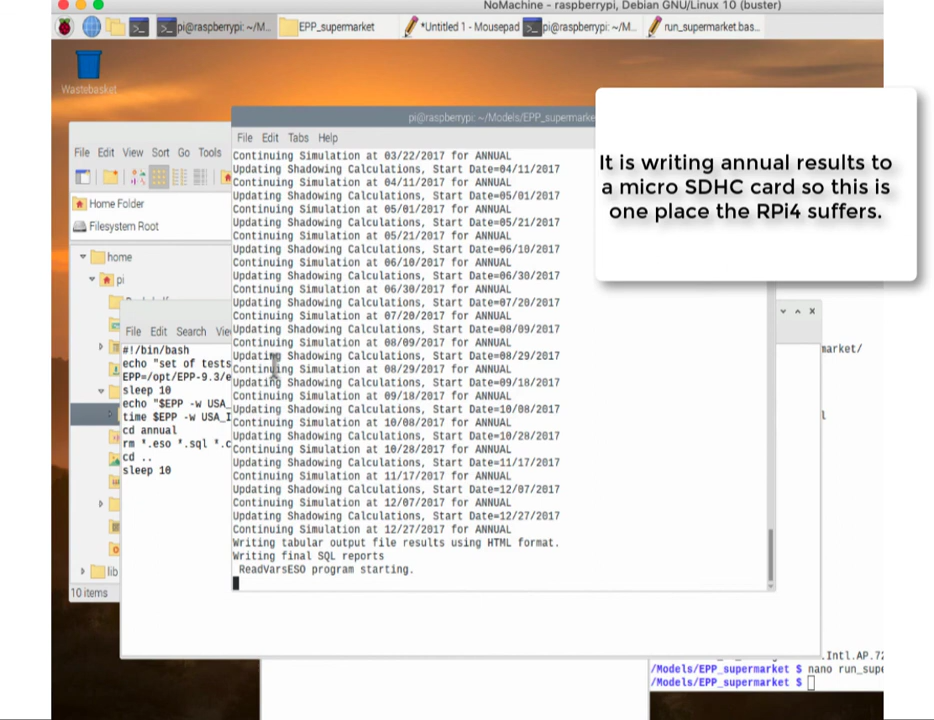 NoMachine - raspberrypi, Debian GNU/Linux 10 (buster)
pi@raspberrypi: ~/M...
EPP_supermarket
*Untitled 1 - Mousepad
pi@raspberrypi: ~/M...
run_supermarket.bas...
Wastebasket
It is writing annual results to
a micro SDHC card so this is
one place the RPi4 suffers.
File Edit View Sort Go Tools
Home Folder
Filesystem Root
home
pi
lib
10 items
File Edit Search
#!/bin/bash
echo "set of tests
EPP=/opt/EPP-9.3/e
sleep 10
echo "$EPP -w USA_
time $EPP -w USA_I
cd annual
rm *.eso *.sql *.c
cd ..
sleep 10
pi@raspberrypi: ~/Models/EPP_supermarke
File Edit Tabs Help
Continuing Simulation at 03/22/2017 for ANNUAL
Updating Shadowing Calculations, Start Date=04/11/2017
Continuing Simulation at 04/11/2017 for ANNUAL
Updating Shadowing Calculations, Start Date=05/01/2017
Continuing Simulation at 05/01/2017 for ANNUAL
Updating Shadowing Calculations, Start Date=05/21/2017
Continuing Simulation at 05/21/2017 for ANNUAL
Updating Shadowing Calculations, Start Date=06/10/2017
Continuing Simulation at 06/10/2017 for ANNUAL
Updating Shadowing Calculations, Start Date=06/30/2017
Continuing Simulation at 06/30/2017 for ANNUAL
Updating Shadowing Calculations, Start Date=07/20/2017
Continuing Simulation at 07/20/2017 for ANNUAL
Updating Shadowing Calculations, Start Date=08/09/2017
Continuing Simulation at 08/09/2017 for ANNUAL
Updating Shadowing Calculations, Start Date=08/29/2017
Continuing Simulation at 08/29/2017 for ANNUAL
Updating Shadowing Calculations, Start Date=09/18/2017
Continuing Simulation at 09/18/2017 for ANNUAL
Updating Shadowing Calculations, Start Date=10/08/2017
Continuing Simulation at 10/08/2017 for ANNUAL
Updating Shadowing Calculations, Start Date=10/28/2017
Continuing Simulation at 10/28/2017 for ANNUAL
Updating Shadowing Calculations, Start Date=11/17/2017
Continuing Simulation at 11/17/2017 for ANNUAL
Updating Shadowing Calculations, Start Date=12/07/2017
Continuing Simulation at 12/07/2017 for ANNUAL
Updating Shadowing Calculations, Start Date=12/27/2017
Continuing Simulation at 12/27/2017 for ANNUAL
Writing tabular output file results using HTML format.
Writing final SQL reports
ReadVarsESO program starting.
market/
.Intl.AP.72
/Models/EPP_supermarket $ nano run_supe
/Models/EPP_supermarket $